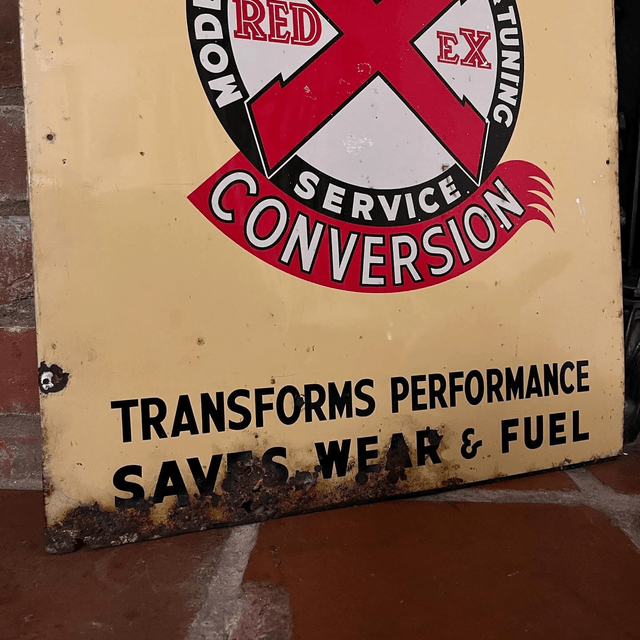 MODE
RED EX
& TUNING
SERVICE
CONVERSION
TRANSFORMS PERFORMANCE
SAVES WEAR & FUEL